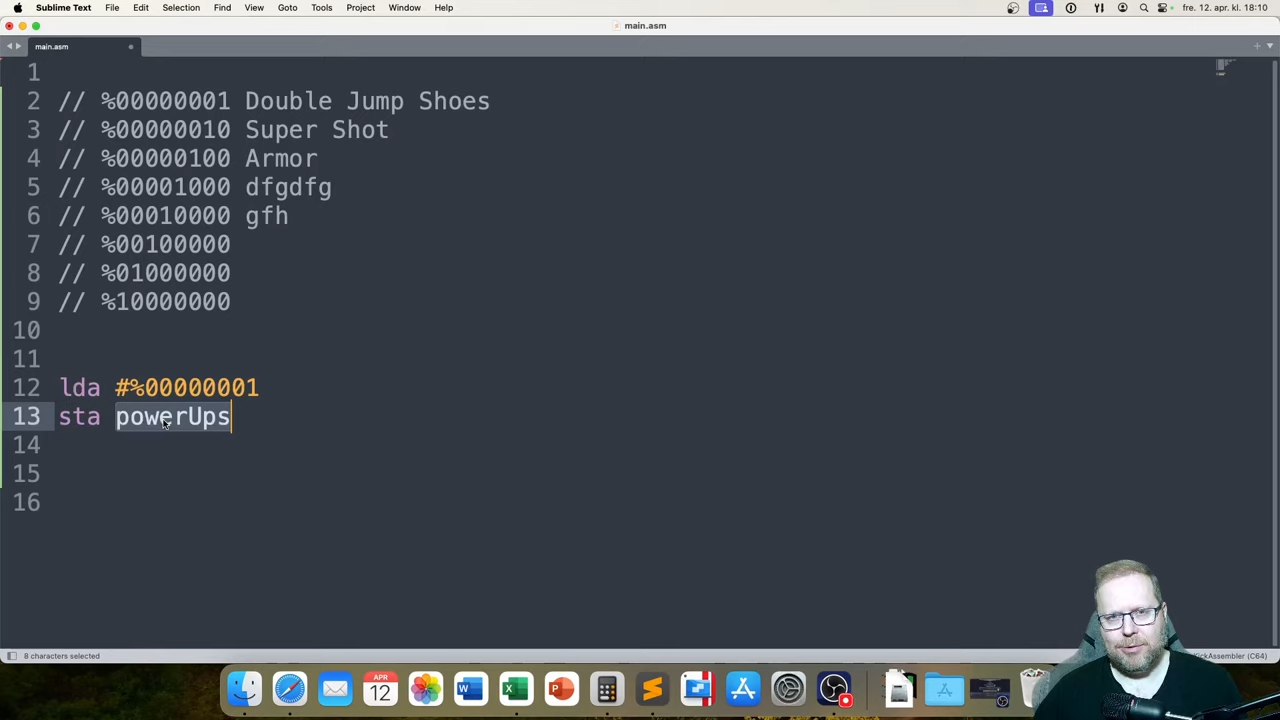 Sublime Text File Edit Selection Find View Goto Tools Project Window Help
fre. 12. apr. kl. 18:10
main.asm
main.asm
1
2 // %00000001 Double Jump Shoes
3 // %00000010 Super Shot
4 // %00000100 Armor
5 // %00001000 dfgdfg
6 // %00010000 gfh
7 // %00100000
8 // %01000000
9 // %10000000
10
11
12 lda #%00000001
13 sta powerUps
14
15
16
8 characters selected
KickAssembler (C64)
APR
12